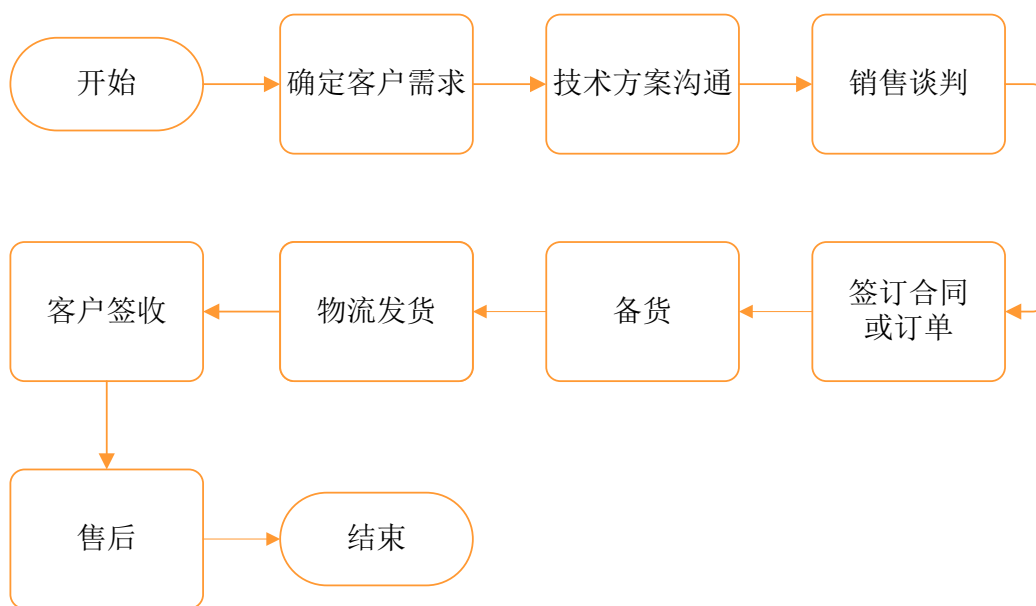 开始
确定客户需求
技术方案沟通
销售谈判
签订合同
或订单
备货
物流发货
客户签收
售后
结束